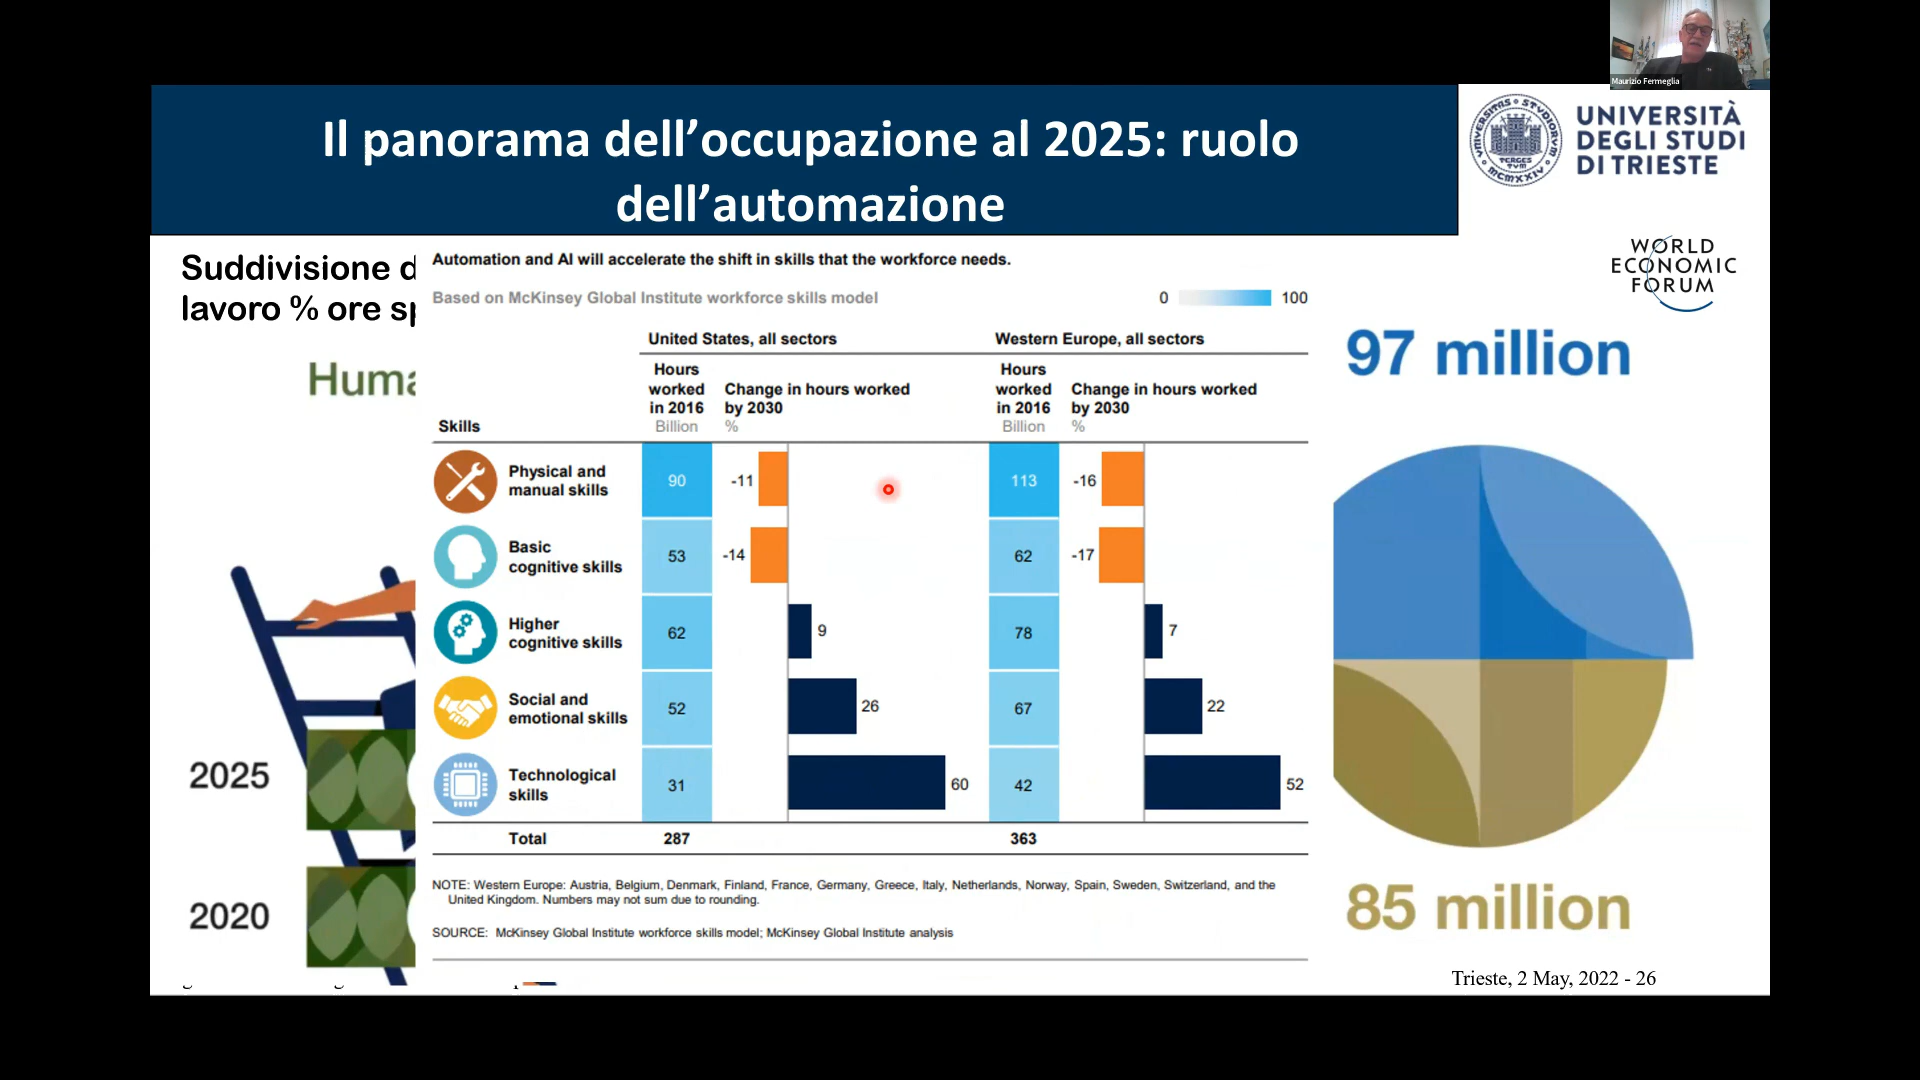 Maurizio Fermeglia
Il panorama dell’occupazione al 2025: ruolo
dell’automazione
UNIVERSITÀ
DEGLI STUDI
DI TRIESTE
WORLD
ECONOMIC
FORUM
Suddivisione d
lavoro % ore sp
Huma
2025
2020
Automation and AI will accelerate the shift in skills that the workforce needs.
Based on McKinsey Global Institute workforce skills model
0 100
United States, all sectors Western Europe, all sectors
Hours Hours
worked Change in hours worked worked Change in hours worked
in 2016 by 2030 in 2016 by 2030
Skills Billion % Billion %
Physical and
manual skills 90 -11 113 -16
Basic
cognitive skills 53 -14 62 -17
Higher
cognitive skills 62 9 78 7
Social and
emotional skills 52 26 67 22
Technological
skills 31 60 42 52
Total 287 363
NOTE: Western Europe: Austria, Belgium, Denmark, Finland, France, Germany, Greece, Italy, Netherlands, Norway, Spain, Sweden, Switzerland, and the
United Kingdom. Numbers may not sum due to rounding.
SOURCE: McKinsey Global Institute workforce skills model; McKinsey Global Institute analysis
97 million
85 million
Trieste, 2 May, 2022 - 26